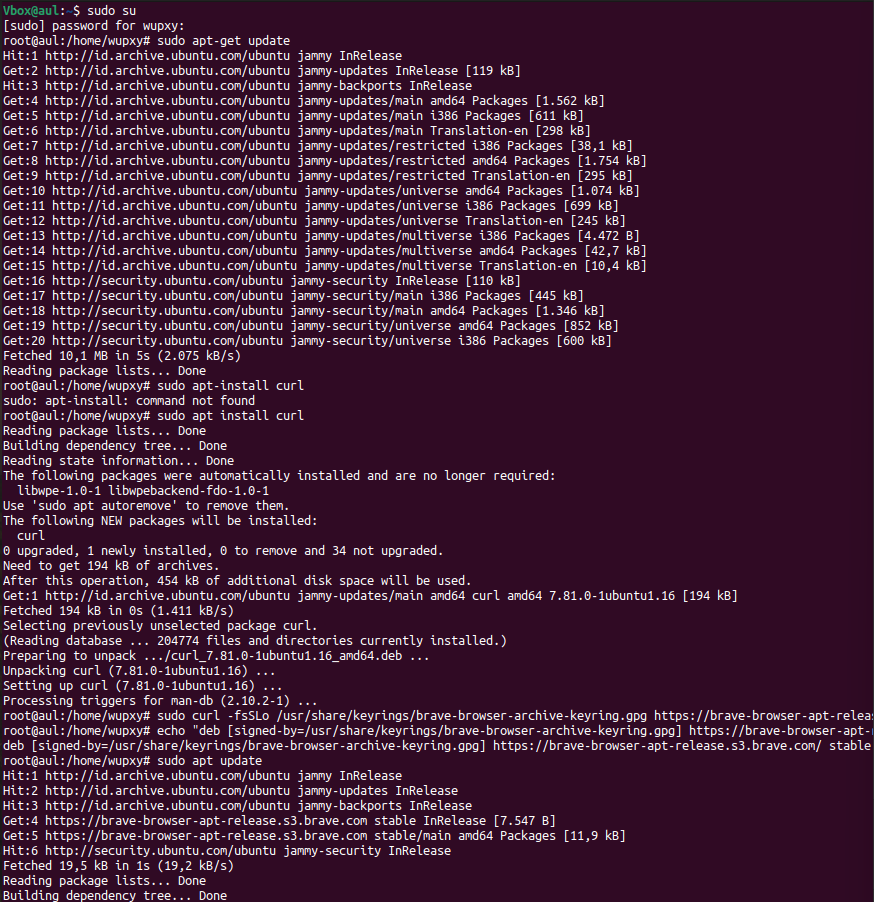 Vbox@aul:~$ sudo su
[sudo] password for wupxy:
root@aul:/home/wupxy# sudo apt-get update
Hit:1 http://id.archive.ubuntu.com/ubuntu jammy InRelease
Get:2 http://id.archive.ubuntu.com/ubuntu jammy-updates InRelease [119 kB]
Hit:3 http://id.archive.ubuntu.com/ubuntu jammy-backports InRelease
Get:4 http://id.archive.ubuntu.com/ubuntu jammy-updates/main amd64 Packages [1.562 kB]
Get:5 http://id.archive.ubuntu.com/ubuntu jammy-updates/main i386 Packages [611 kB]
Get:6 http://id.archive.ubuntu.com/ubuntu jammy-updates/main Translation-en [298 kB]
Get:7 http://id.archive.ubuntu.com/ubuntu jammy-updates/restricted i386 Packages [38,1 kB]
Get:8 http://id.archive.ubuntu.com/ubuntu jammy-updates/restricted amd64 Packages [1.754 kB]
Get:9 http://id.archive.ubuntu.com/ubuntu jammy-updates/restricted Translation-en [295 kB]
Get:10 http://id.archive.ubuntu.com/ubuntu jammy-updates/universe amd64 Packages [1.074 kB]
Get:11 http://id.archive.ubuntu.com/ubuntu jammy-updates/universe i386 Packages [699 kB]
Get:12 http://id.archive.ubuntu.com/ubuntu jammy-updates/universe Translation-en [245 kB]
Get:13 http://id.archive.ubuntu.com/ubuntu jammy-updates/multiverse i386 Packages [4.472 B]
Get:14 http://id.archive.ubuntu.com/ubuntu jammy-updates/multiverse amd64 Packages [42,7 kB]
Get:15 http://id.archive.ubuntu.com/ubuntu jammy-updates/multiverse Translation-en [10,4 kB]
Get:16 http://security.ubuntu.com/ubuntu jammy-security InRelease [110 kB]
Get:17 http://security.ubuntu.com/ubuntu jammy-security/main i386 Packages [445 kB]
Get:18 http://security.ubuntu.com/ubuntu jammy-security/main amd64 Packages [1.346 kB]
Get:19 http://security.ubuntu.com/ubuntu jammy-security/universe amd64 Packages [852 kB]
Get:20 http://security.ubuntu.com/ubuntu jammy-security/universe i386 Packages [600 kB]
Fetched 10,1 MB in 5s (2.075 kB/s)
Reading package lists... Done
root@aul:/home/wupxy# sudo apt-install curl
sudo: apt-install: command not found
root@aul:/home/wupxy# sudo apt install curl
Reading package lists... Done
Building dependency tree... Done
Reading state information... Done
The following packages were automatically installed and are no longer required:
  libwpe-1.0-1 libwpebackend-fdo-1.0-1
Use 'sudo apt autoremove' to remove them.
The following NEW packages will be installed:
  curl
0 upgraded, 1 newly installed, 0 to remove and 34 not upgraded.
Need to get 194 kB of archives.
After this operation, 454 kB of additional disk space will be used.
Get:1 http://id.archive.ubuntu.com/ubuntu jammy-updates/main amd64 curl amd64 7.81.0-1ubuntu1.16 [194 kB]
Fetched 194 kB in 0s (1.411 kB/s)
Selecting previously unselected package curl.
(Reading database ... 204774 files and directories currently installed.)
Preparing to unpack .../curl_7.81.0-1ubuntu1.16_amd64.deb ...
Unpacking curl (7.81.0-1ubuntu1.16) ...
Setting up curl (7.81.0-1ubuntu1.16) ...
Processing triggers for man-db (2.10.2-1) ...
root@aul:/home/wupxy# sudo curl -fsSLo /usr/share/keyrings/brave-browser-archive-keyring.gpg https://brave-browser-apt-relea
root@aul:/home/wupxy# echo "deb [signed-by=/usr/share/keyrings/brave-browser-archive-keyring.gpg] https://brave-browser-apt-
deb [signed-by=/usr/share/keyrings/brave-browser-archive-keyring.gpg] https://brave-browser-apt-release.s3.brave.com/ stable
root@aul:/home/wupxy# sudo apt update
Hit:1 http://id.archive.ubuntu.com/ubuntu jammy InRelease
Hit:2 http://id.archive.ubuntu.com/ubuntu jammy-updates InRelease
Hit:3 http://id.archive.ubuntu.com/ubuntu jammy-backports InRelease
Get:4 https://brave-browser-apt-release.s3.brave.com stable InRelease [7.547 B]
Get:5 https://brave-browser-apt-release.s3.brave.com stable/main amd64 Packages [11,9 kB]
Hit:6 http://security.ubuntu.com/ubuntu jammy-security InRelease
Fetched 19,5 kB in 1s (19,2 kB/s)
Reading package lists... Done
Building dependency tree... Done